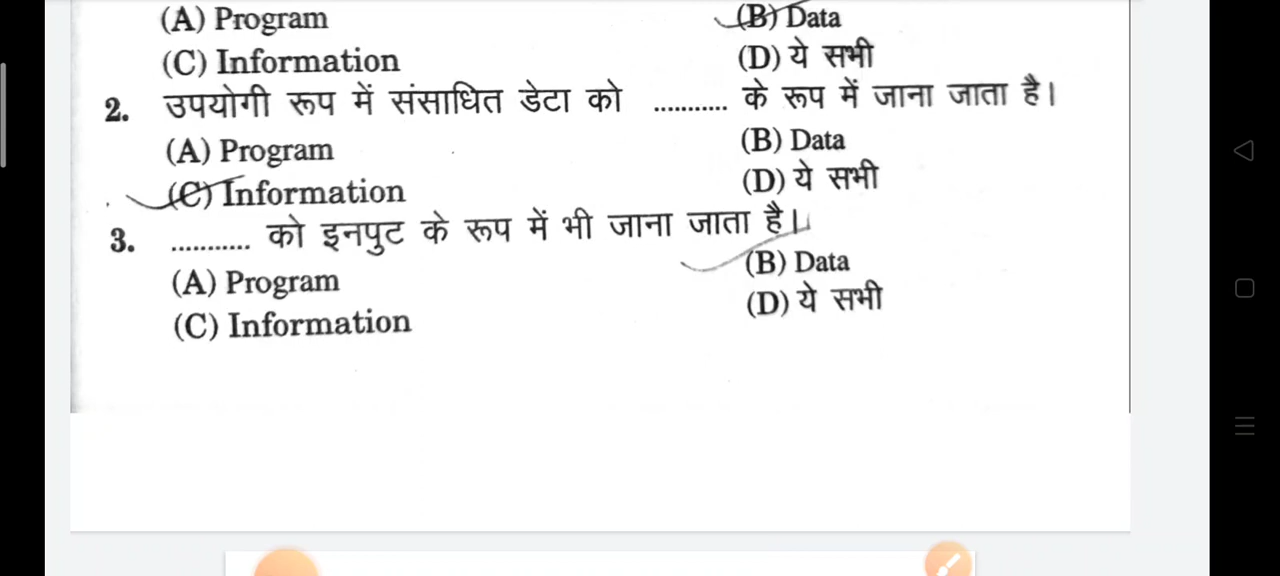 (A) Program (B) Data
(C) Information (D) ये सभी
2. उपयोगी रूप में संसाधित डेटा को ........... के रूप में जाना जाता है।
(A) Program (B) Data
(C) Information (D) ये सभी
3. ........... को इनपुट के रूप में भी जाना जाता है।
(A) Program (B) Data
(C) Information (D) ये सभी